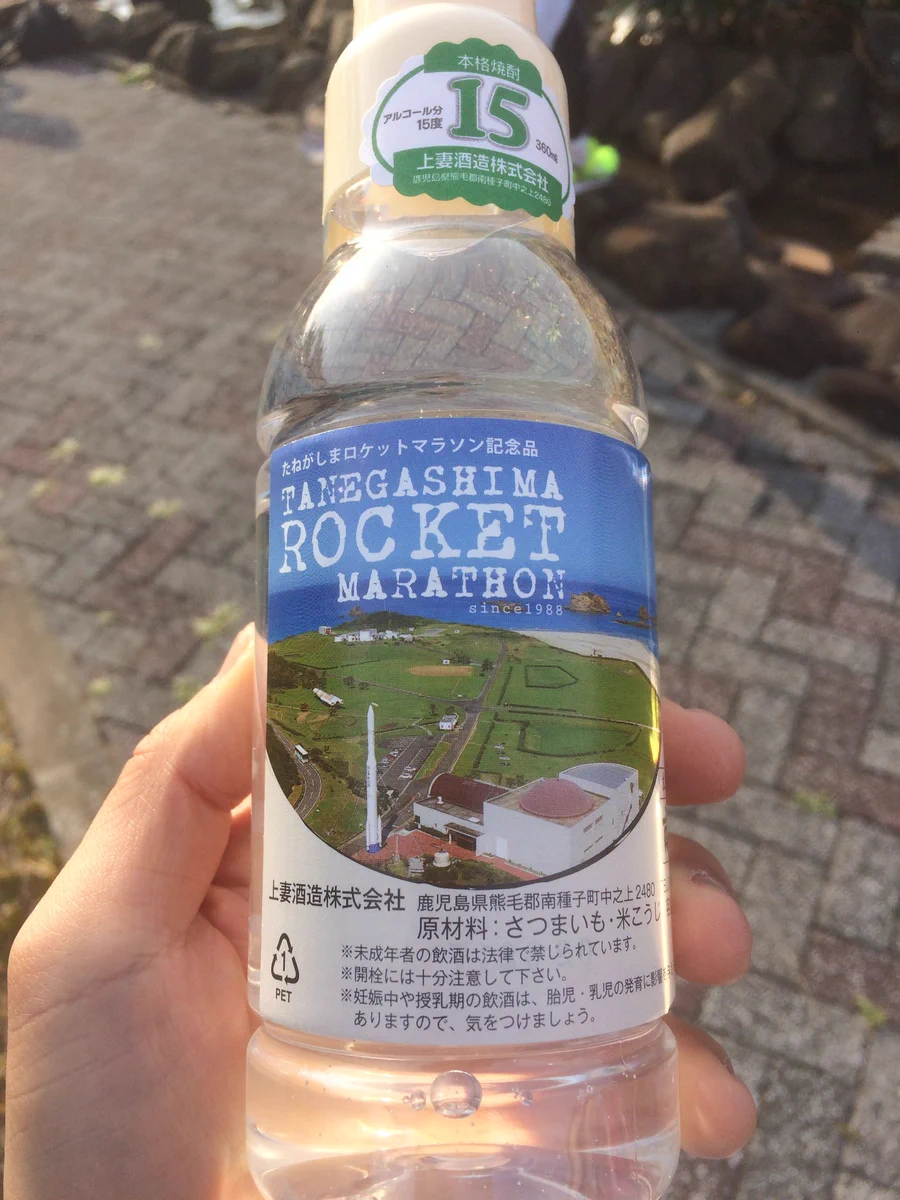 本格焼酎
アルコール分
15度
15
360㎖
上妻酒造株式会社
鹿児島県熊毛郡南種子町中之上2480
たねがしまロケットマラソン記念品
TANEGASHIMA
ROCKET
MARATHON
since1988
上妻酒造株式会社 鹿児島県熊毛郡南種子町中之上2480
原材料：さつまいも・米こうじ
※未成年者の飲酒は法律で禁じられています。
※開栓には十分注意して下さい。
※妊娠中や授乳期の飲酒は、胎児・乳児の発育に影響を
ありますので、気をつけましょう。
1
PET